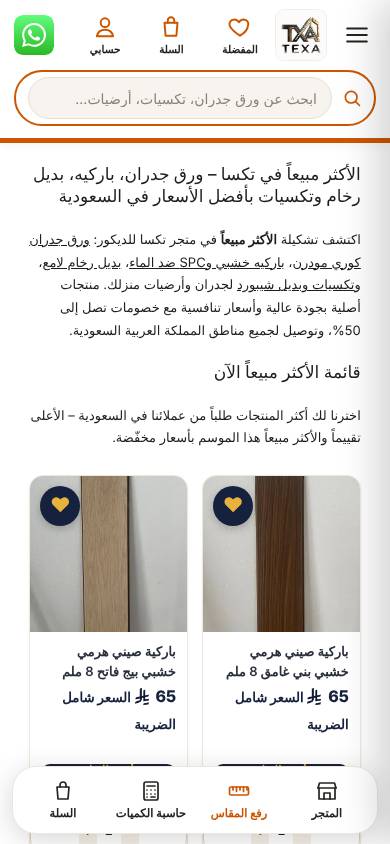 TEXA
المفضلة
السلة
حسابي
ابحث عن ورق جدران، تكسيات، أرضيات...
الأكثر مبيعاً في تكسا – ورق جدران، باركيه، بديل
رخام وتكسيات بأفضل الأسعار في السعودية
اكتشف تشكيلة الأكثر مبيعاً في متجر تكسا للديكور: ورق جدران
كوري مودرن، باركيه خشبي وSPC ضد الماء، بديل رخام لامع،
وتكسيات وبديل شيبورد لجدران وأرضيات منزلك. منتجات
أصلية بجودة عالية وأسعار تنافسية مع خصومات تصل إلى
50%، وتوصيل لجميع مناطق المملكة العربية السعودية.
قائمة الأكثر مبيعاً الآن
اخترنا لك أكثر المنتجات طلباً من عملائنا في السعودية – الأعلى
تقييماً والأكثر مبيعاً هذا الموسم بأسعار مخفّضة.
باركية صيني هرمي
خشبي بني غامق 8 ملم
65 السعر شامل
الضريبة
باركية صيني هرمي
خشبي بيج فاتح 8 ملم
65 السعر شامل
الضريبة
المتجر
رفع المقاس
حاسبة الكميات
السلة